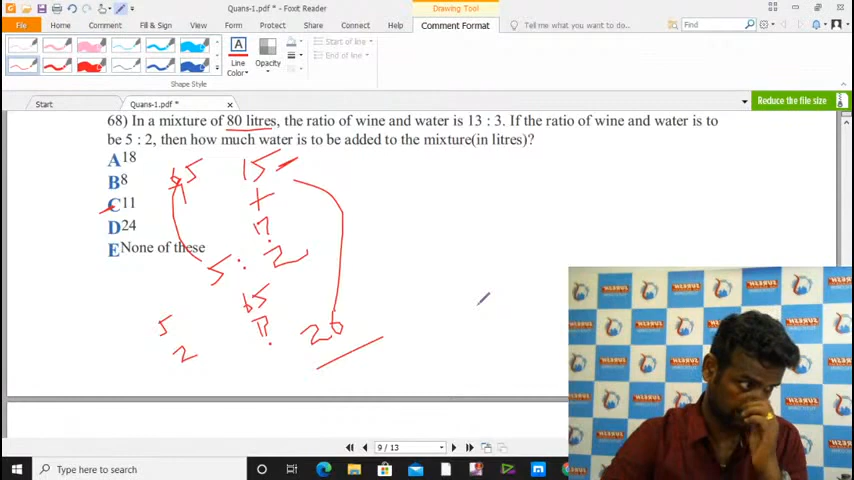 Quans-1.pdf * - Foxit Reader
Drawing Tool
File
Home
Comment
Fill & Sign
View
Form
Protect
Share
Connect
Help
Comment Format
Tell me what you want to do...
Find
Line Color
Opacity
Start of line
End of line
Shape Style
Start
Quans-1.pdf *
Reduce the file size
68) In a mixture of 80 litres, the ratio of wine and water is 13 : 3. If the ratio of wine and water is to
be 5 : 2, then how much water is to be added to the mixture(in litres)?
A 18
B 8
C 11
D 24
E None of these
65 15
+
?
5 : 2
65
5 ? 26
2
9 / 13
Type here to search